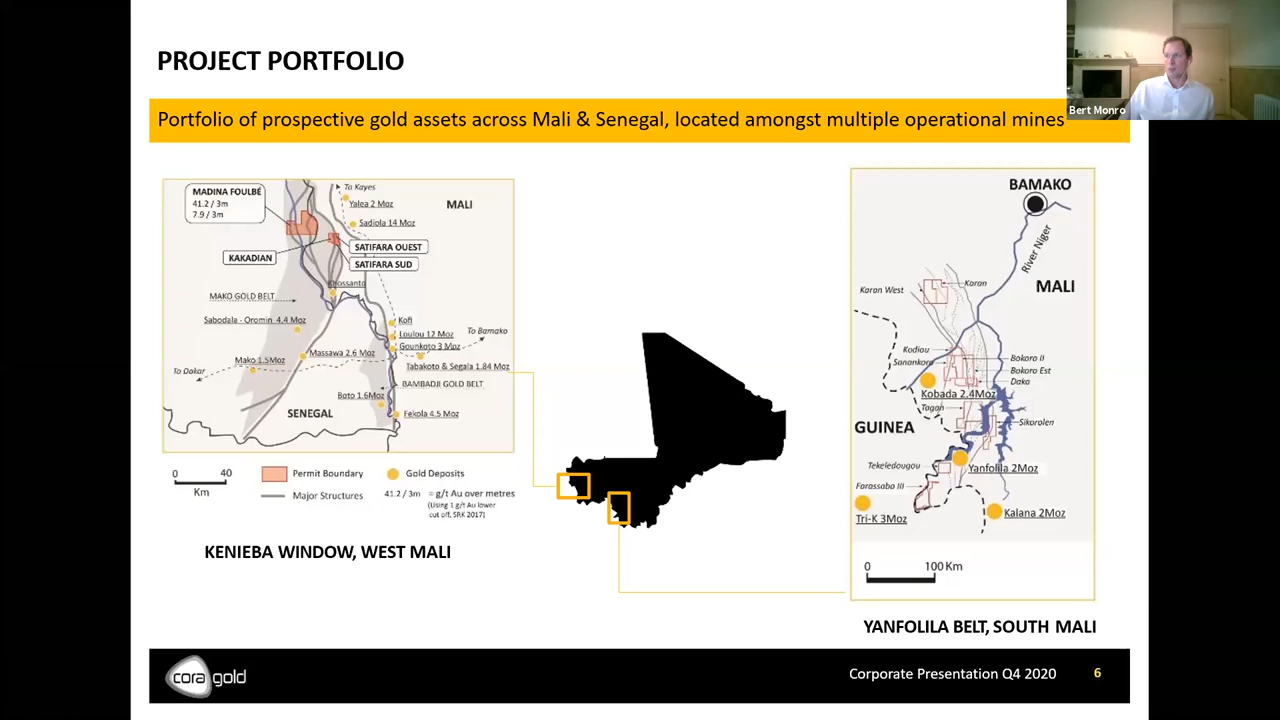 PROJECT PORTFOLIO
Portfolio of prospective gold assets across Mali & Senegal, located amongst multiple operational mines
Bert Monro
MADINA FOULBÉ
41.2 / 3m
7.9 / 3m
To Kayes
Yalea 2 Moz
MALI
Sadiola 14 Moz
SATIFARA OUEST
KAKADIAN
SATIFARA SUD
Khossanto
MAKO GOLD BELT
Sabodala - Oromin 4.4 Moz
Kofi
Loulou 12 Moz
To Bamako
Gounkoto 3 Moz
Massawa 2.6 Moz
Mako 1.5Moz
Tabakoto & Segala 1.84 Moz
To Dakar
BAMBADJI GOLD BELT
Boto 1.6Moz
SENEGAL
Fekola 4.5 Moz
0 40
Km
Permit Boundary
Gold Deposits
Major Structures
41.2 / 3m = g/t Au over metres
(Using 1 g/t Au lower
cut off, SRK 2017)
KENIEBA WINDOW, WEST MALI
BAMAKO
River Niger
MALI
Karan West
Karan
Kodiou
Sanankoro
Bokoro II
Bokoro Est
Dako
Kobada 2.4Moz
Tagan
GUINEA
Sikorolen
Tekeledougou
Yanfolila 2Moz
Farassaba III
Tri-K 3Moz
Kalana 2Moz
0 100 Km
YANFOLILA BELT, SOUTH MALI
cora gold
Corporate Presentation Q4 2020
6